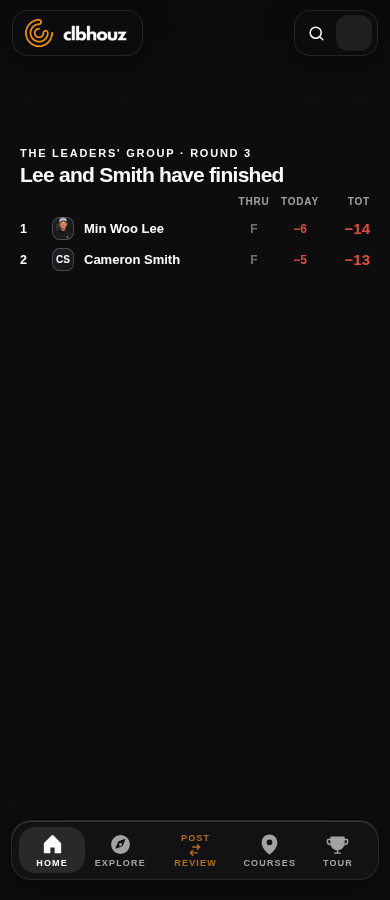 clbhouz
THE LEADERS' GROUP · ROUND 3
Lee and Smith have finished
THRU TODAY TOT
1 Min Woo Lee F −6 −14
2 CS Cameron Smith F −5 −13
HOME EXPLORE POST REVIEW COURSES TOUR